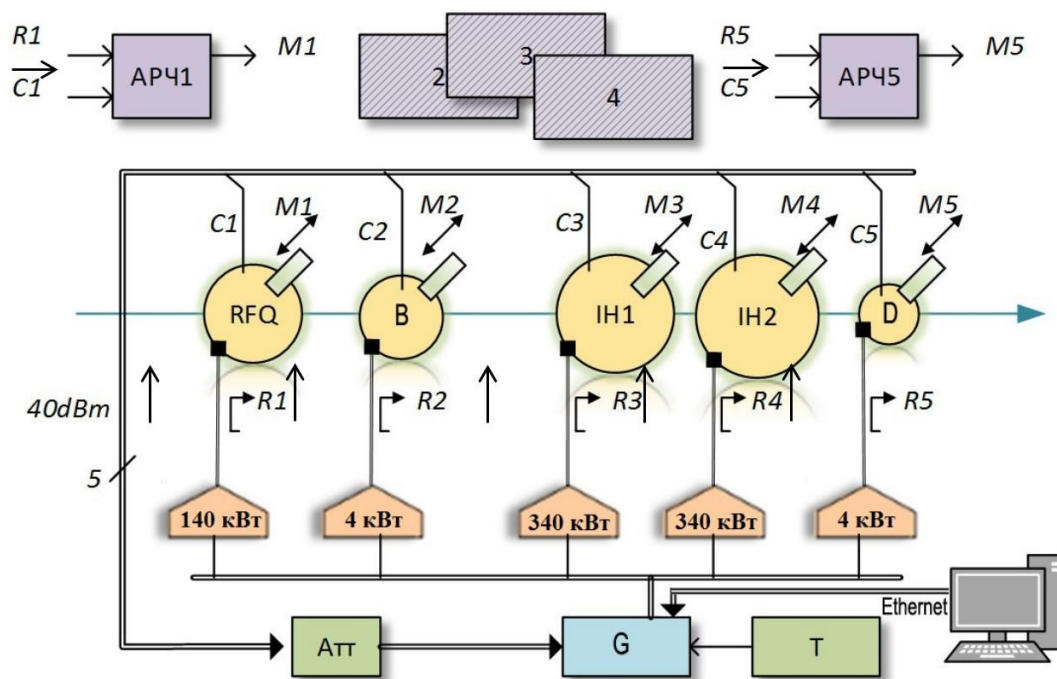 R1
C1
АРЧ1
M1
2
3
4
R5
C5
АРЧ5
M5
C1
M1
C2
M2
C3
M3
C4
M4
C5
M5
RFQ
B
IH1
IH2
D
40dBm
5
R1
R2
R3
R4
R5
140 кВт
4 кВт
340 кВт
340 кВт
4 кВт
Ethernet
Атт
G
T